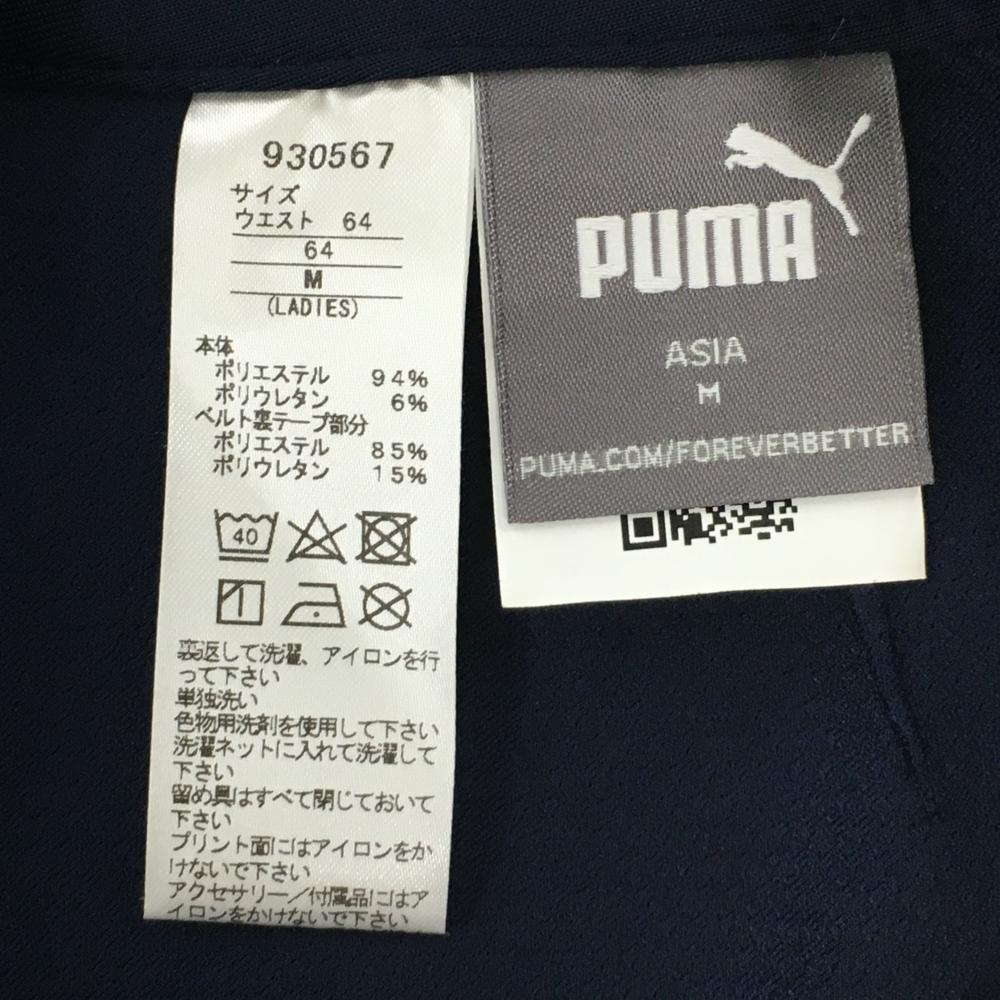 930567
サイズ
ウエスト 64
64
M
(LADIES)
本体
ポリエステル 94%
ポリウレタン 6%
ベルト裏テープ部分
ポリエステル 85%
ポリウレタン 15%
40
裏返して洗濯、アイロンを行
って下さい
単独洗い
色物用洗剤を使用して下さい
洗濯ネットに入れて洗濯して
下さい
留め具はすべて閉じておいて
下さい
プリント面にはアイロンをか
けないで下さい
アクセサリー／付属品にはア
イロンをかけないで下さい
PUMA
ASIA
M
PUMA.COM/FOREVERBETTER